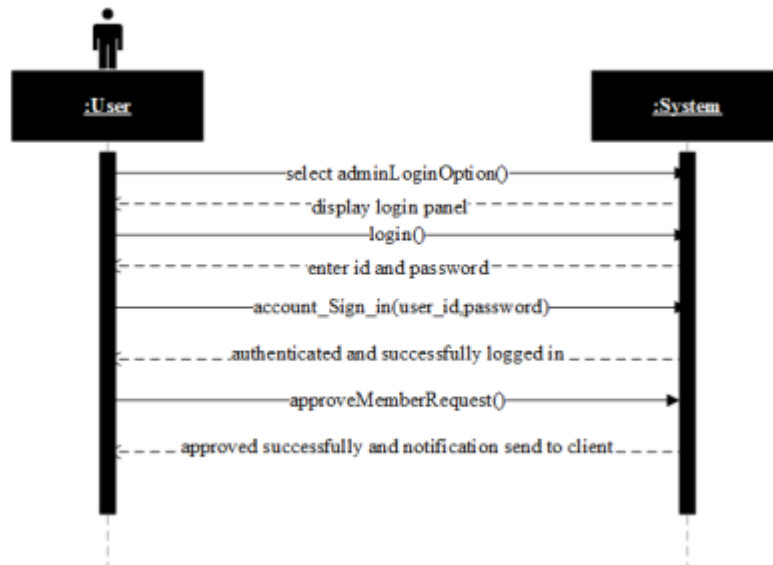 :User
:System
select adminLoginOption()
display login panel
login()
enter id and password
account_Sign_in(user_id,password)
authenticated and successfully logged in
approveMemberRequest()
approved successfully and notification send to client